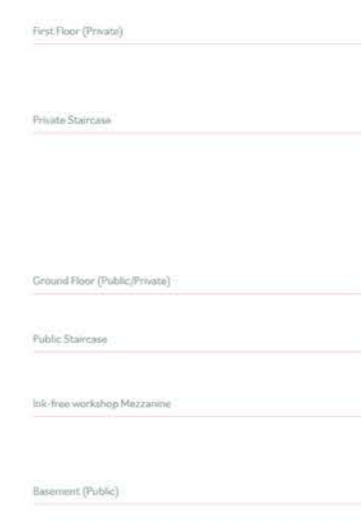 First Floor (Private)
Private Staircase
Ground Floor (Public/Private)
Public Staircase
Ink-free workshop Mezzanine
Basement (Public)